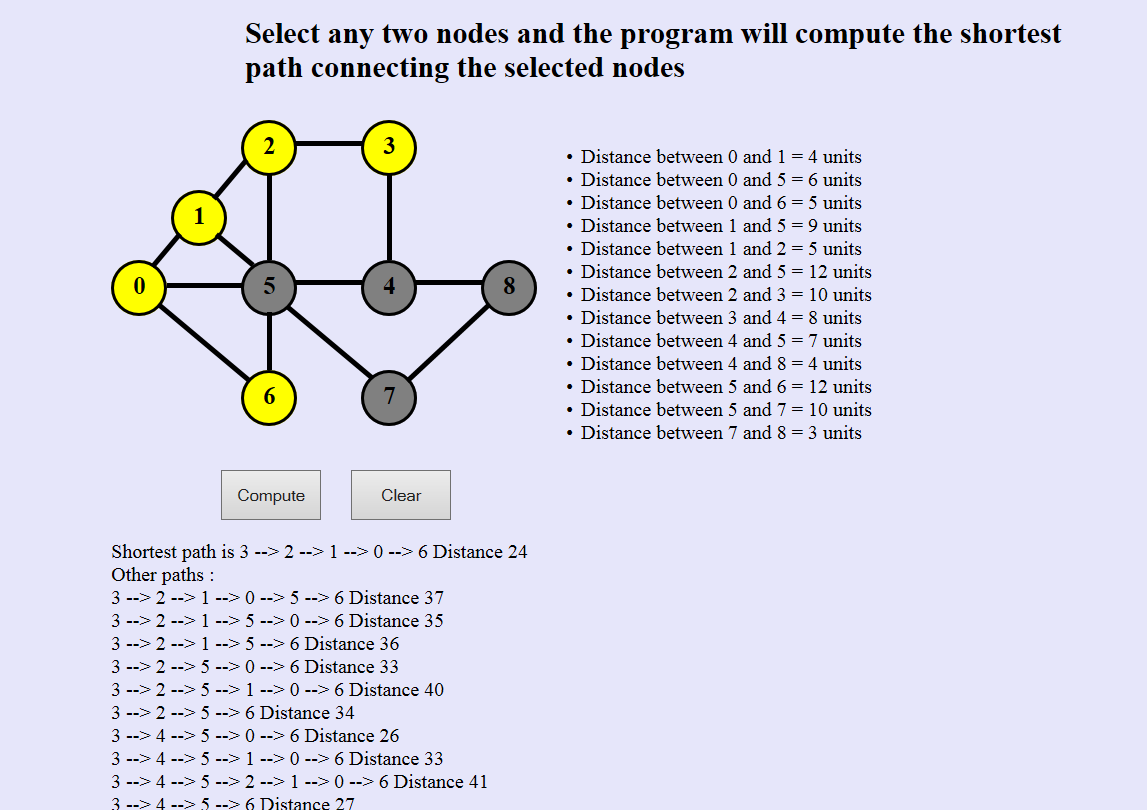 Select any two nodes and the program will compute the shortest
path connecting the selected nodes
2
3
1
0
5
4
8
6
7
• Distance between 0 and 1 = 4 units
• Distance between 0 and 5 = 6 units
• Distance between 0 and 6 = 5 units
• Distance between 1 and 5 = 9 units
• Distance between 1 and 2 = 5 units
• Distance between 2 and 5 = 12 units
• Distance between 2 and 3 = 10 units
• Distance between 3 and 4 = 8 units
• Distance between 4 and 5 = 7 units
• Distance between 4 and 8 = 4 units
• Distance between 5 and 6 = 12 units
• Distance between 5 and 7 = 10 units
• Distance between 7 and 8 = 3 units
Compute
Clear
Shortest path is 3 --> 2 --> 1 --> 0 --> 6 Distance 24
Other paths :
3 --> 2 --> 1 --> 0 --> 5 --> 6 Distance 37
3 --> 2 --> 1 --> 5 --> 0 --> 6 Distance 35
3 --> 2 --> 1 --> 5 --> 6 Distance 36
3 --> 2 --> 5 --> 0 --> 6 Distance 33
3 --> 2 --> 5 --> 1 --> 0 --> 6 Distance 40
3 --> 2 --> 5 --> 6 Distance 34
3 --> 4 --> 5 --> 0 --> 6 Distance 26
3 --> 4 --> 5 --> 1 --> 0 --> 6 Distance 33
3 --> 4 --> 5 --> 2 --> 1 --> 0 --> 6 Distance 41
3 --> 4 --> 5 --> 6 Distance 27